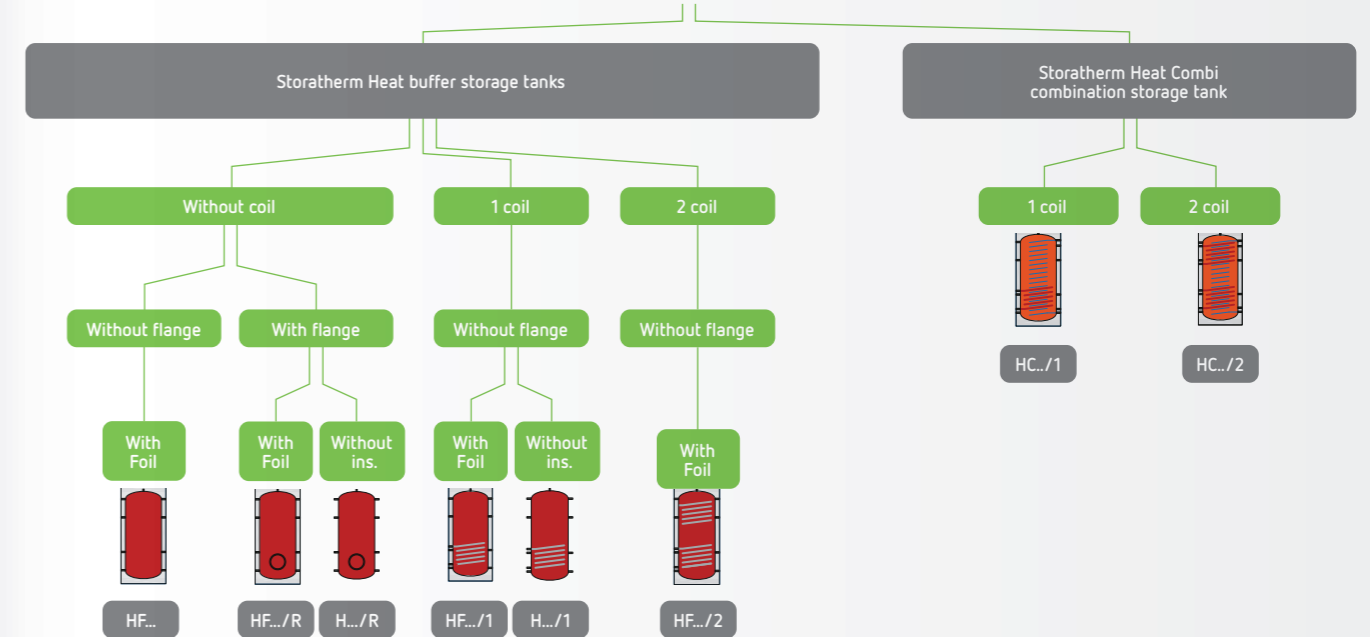 Storatherm Heat buffer storage tanks
Storatherm Heat Combi
combination storage tank
Without coil
1 coil
2 coil
1 coil
2 coil
Without flange
With flange
Without flange
Without flange
HC../1
HC../2
With
Foil
With
Foil
Without
ins.
With
Foil
Without
ins.
With
Foil
HF...
HF.../R
H.../R
HF.../1
H.../1
HF.../2